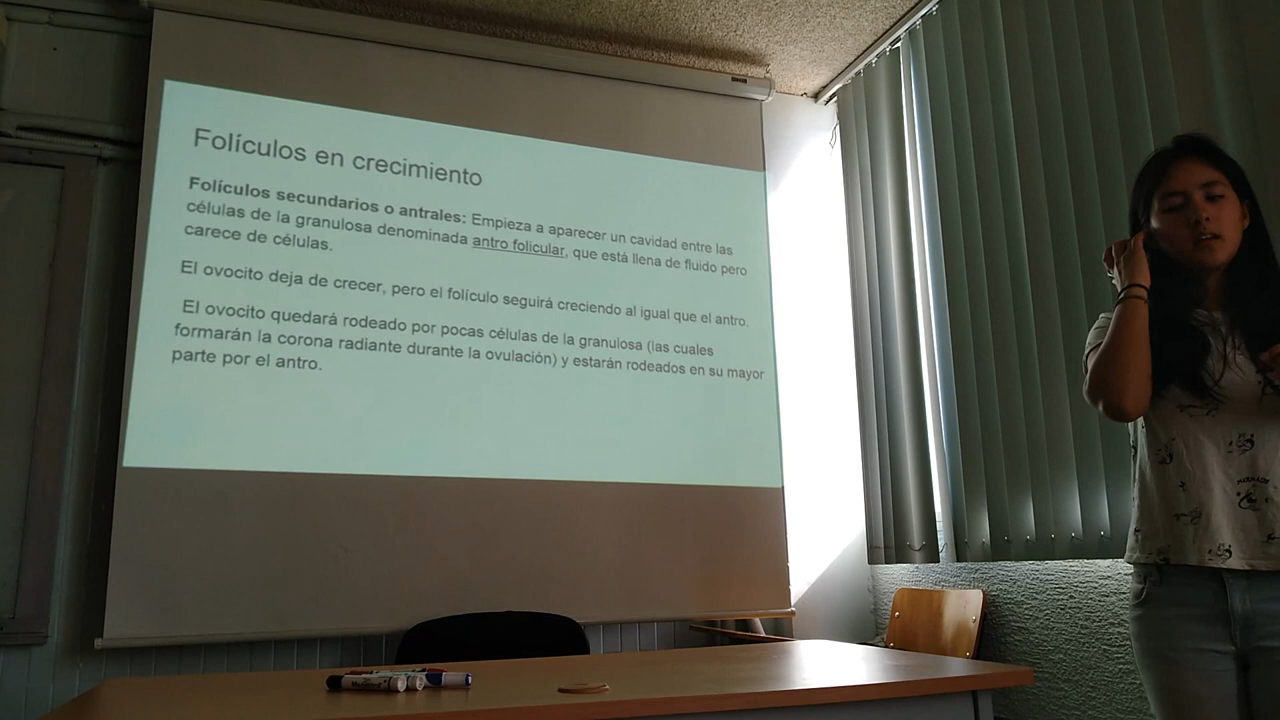 Folículos en crecimiento
Folículos secundarios o antrales: Empieza a aparecer un cavidad entre las
células de la granulosa denominada antro folicular, que está llena de fluido pero
carece de células.
El ovocito deja de crecer, pero el folículo seguirá creciendo al igual que el antro.
El ovocito quedará rodeado por pocas células de la granulosa (las cuales
formarán la corona radiante durante la ovulación) y estarán rodeados en su mayor
parte por el antro.